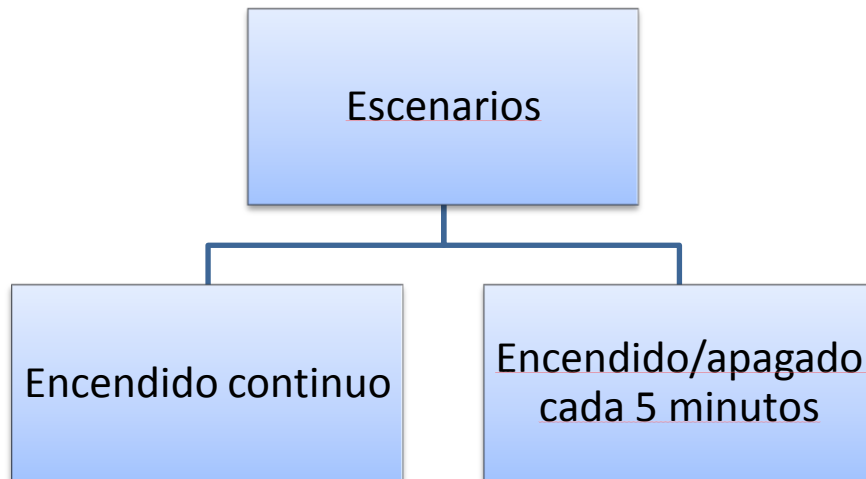 Escenarios
Encendido continuo
Encendido/apagado
cada 5 minutos